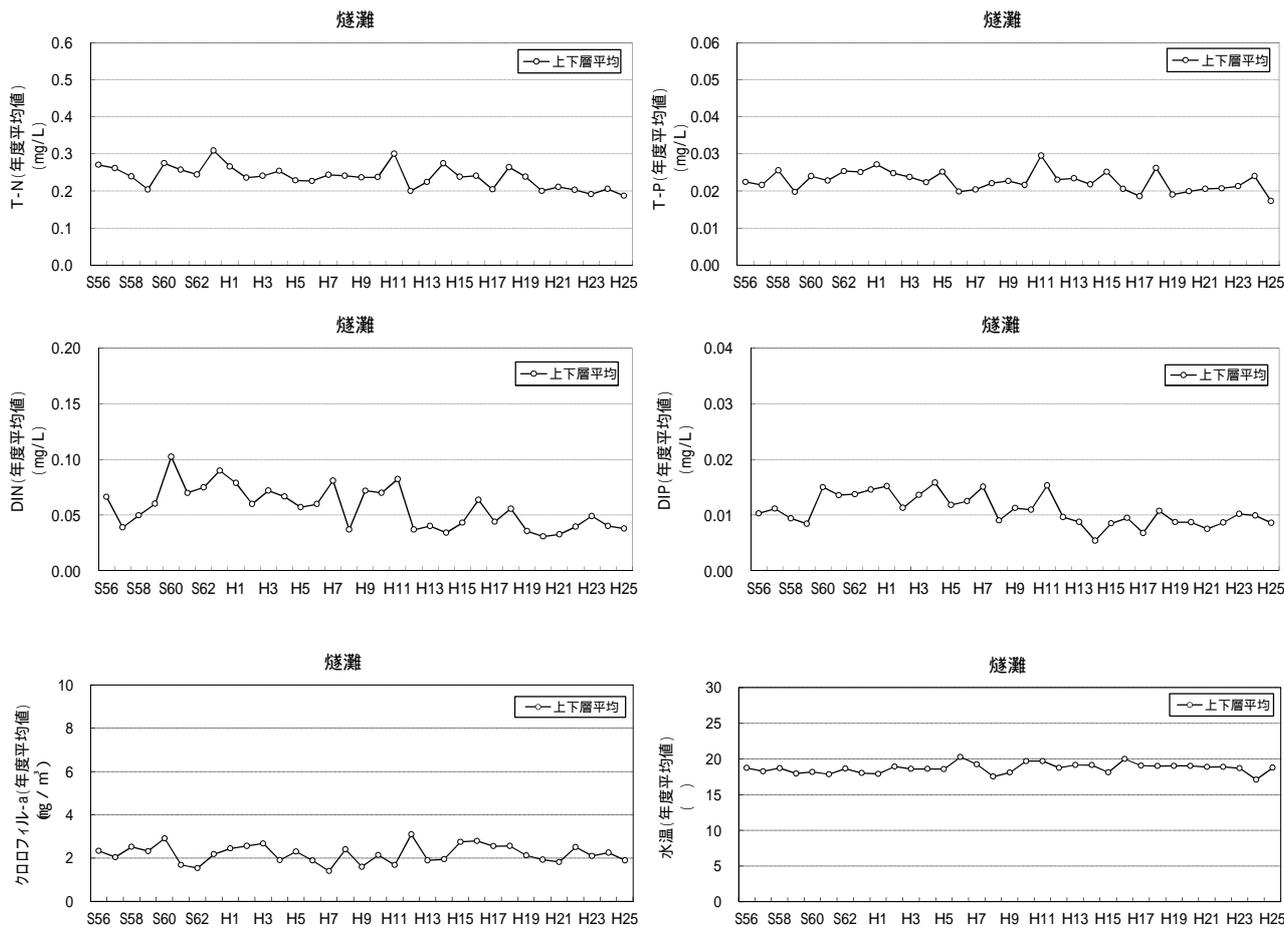 燧灘
T-N(年度平均値)
(mg/L)
上下層平均
0.6
0.5
0.4
0.3
0.2
0.1
0.0
S56 S58 S60 S62 H1 H3 H5 H7 H9 H11 H13 H15 H17 H19 H21 H23 H25
燧灘
T-P(年度平均値)
(mg/L)
上下層平均
0.06
0.05
0.04
0.03
0.02
0.01
0.00
S56 S58 S60 S62 H1 H3 H5 H7 H9 H11 H13 H15 H17 H19 H21 H23 H25
燧灘
DIN(年度平均値)
(mg/L)
上下層平均
0.20
0.15
0.10
0.05
0.00
S56 S58 S60 S62 H1 H3 H5 H7 H9 H11 H13 H15 H17 H19 H21 H23 H25
燧灘
DIP(年度平均値)
(mg/L)
上下層平均
0.04
0.03
0.02
0.01
0.00
S56 S58 S60 S62 H1 H3 H5 H7 H9 H11 H13 H15 H17 H19 H21 H23 H25
燧灘
クロロフィル-a(年度平均値)
(mg/㎥)
上下層平均
10
8
6
4
2
0
S56 S58 S60 S62 H1 H3 H5 H7 H9 H11 H13 H15 H17 H19 H21 H23 H25
燧灘
水温(年度平均値)
( )
上下層平均
30
25
20
15
10
5
0
S56 S58 S60 S62 H1 H3 H5 H7 H9 H11 H13 H15 H17 H19 H21 H23 H25